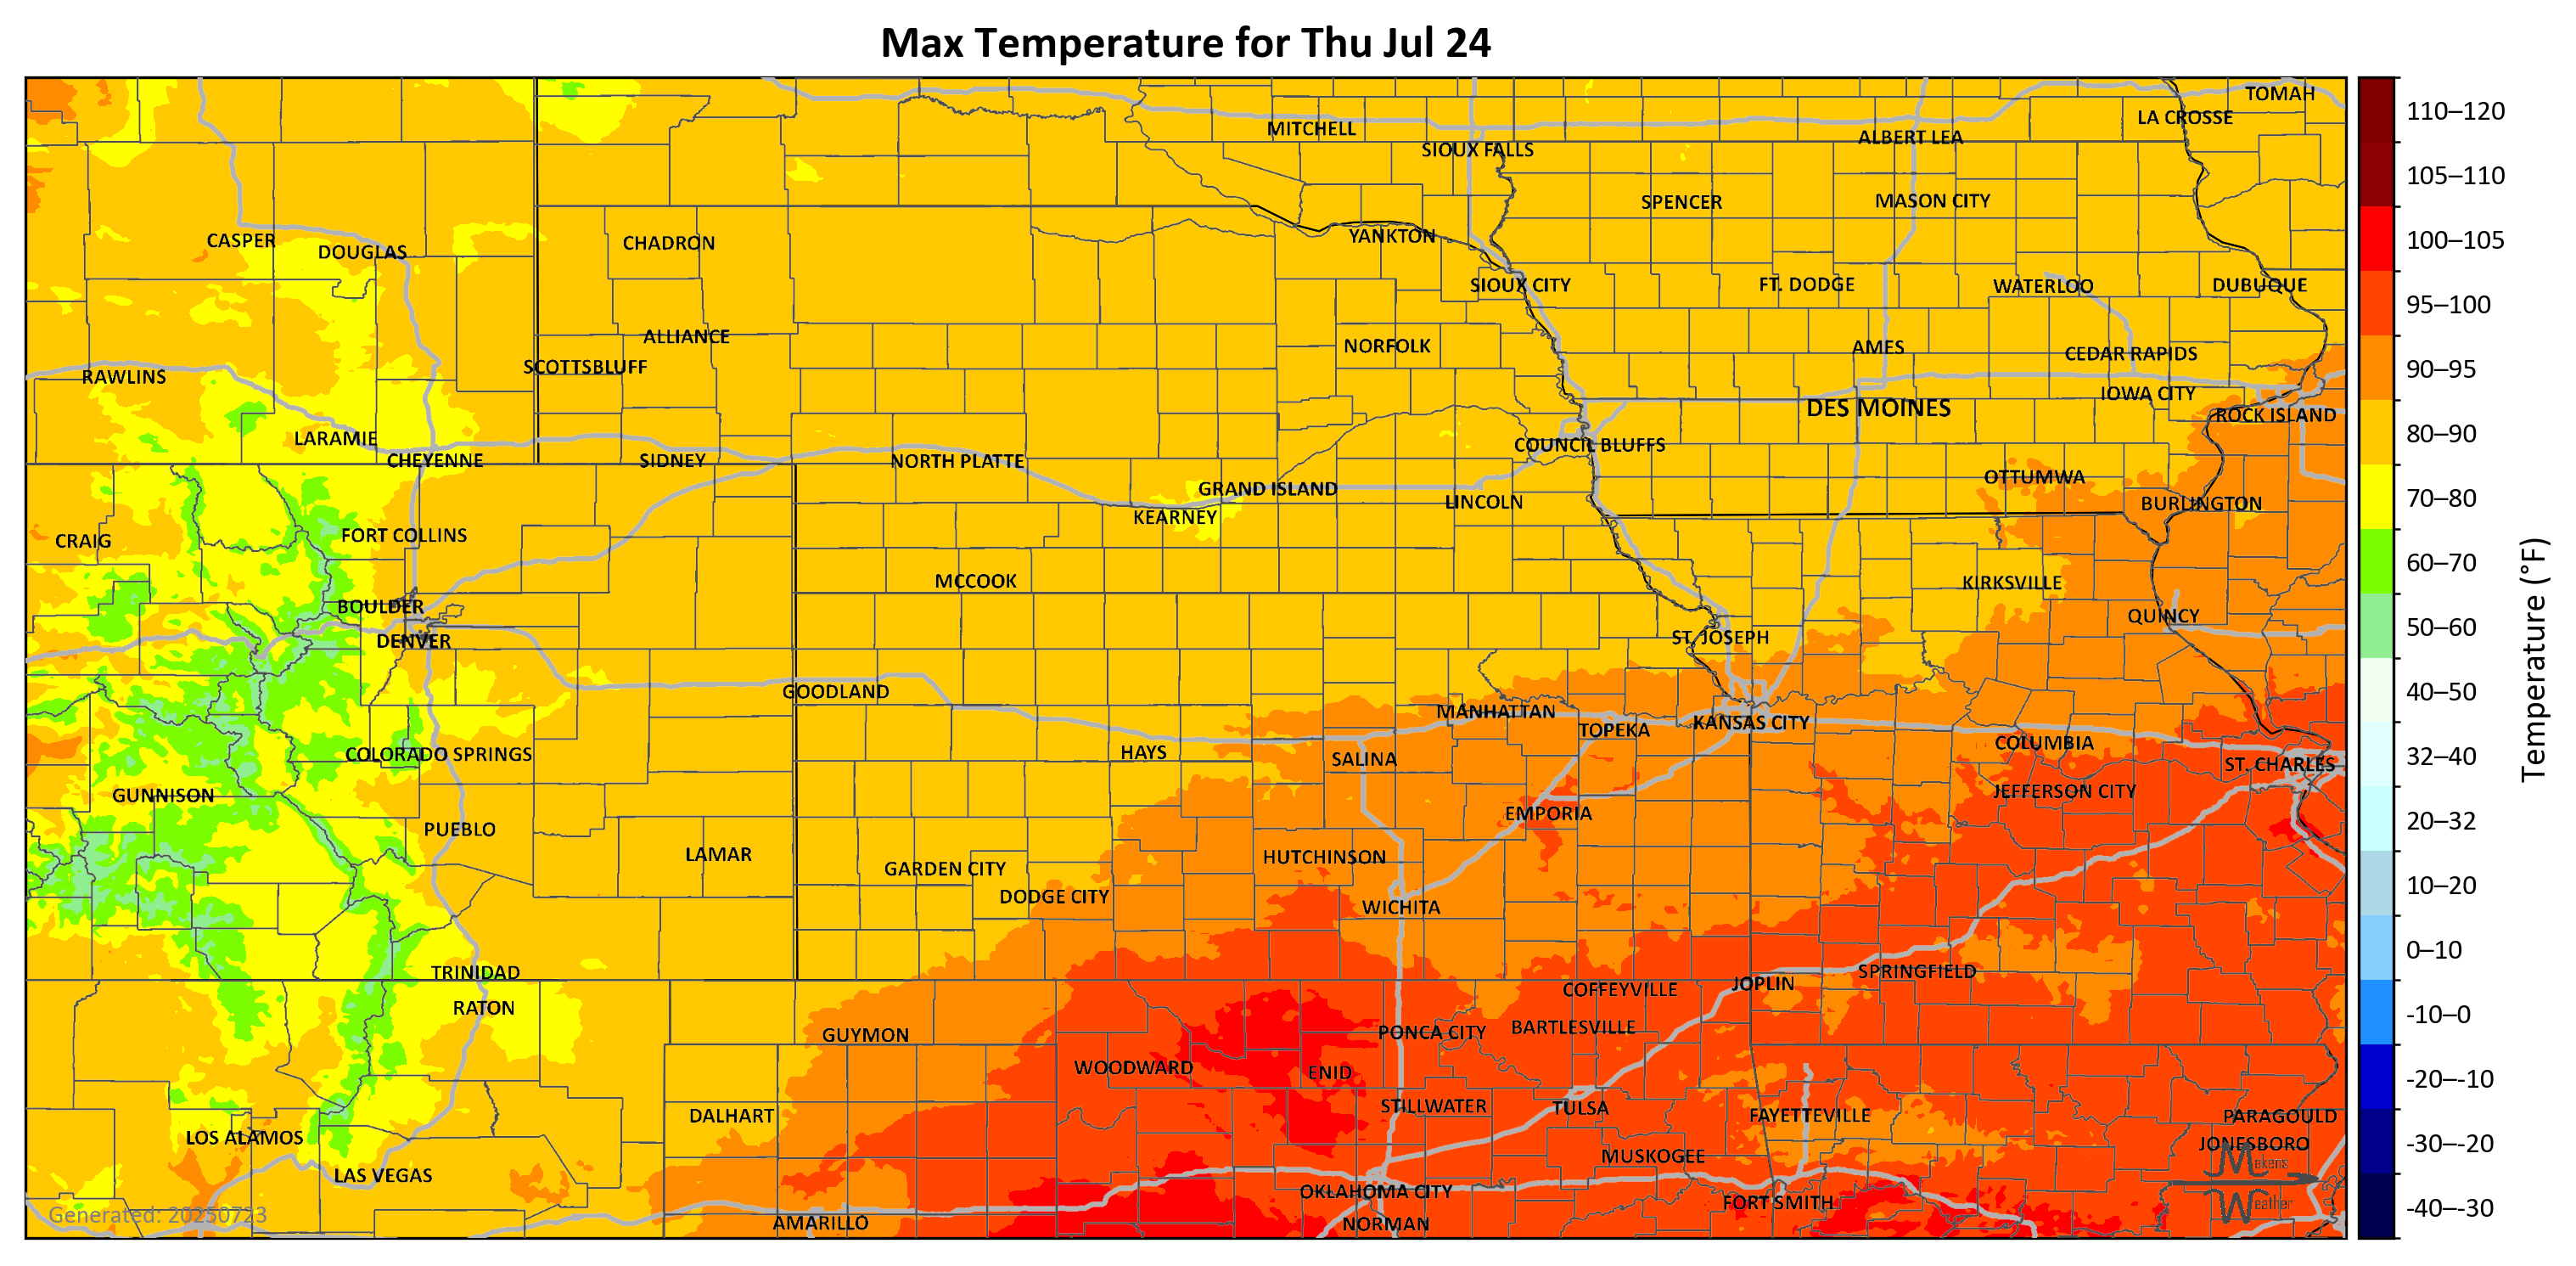 Max Temperature for Thu Jul 24
TOMAH
LA CROSSE
MITCHELL
ALBERT LEA
SIOUX FALLS
SPENCER
MASON CITY
CASPER
DOUGLAS
CHADRON
YANKTON
SIOUX CITY
FT. DODGE
WATERLOO
DUBUQUE
ALLIANCE
NORFOLK
AMES
CEDAR RAPIDS
SCOTTSBLUFF
RAWLINS
IOWA CITY
DES MOINES
ROCK ISLAND
LARAMIE
COUNCIL BLUFFS
CHEYENNE
SIDNEY
NORTH PLATTE
OTTUMWA
GRAND ISLAND
LINCOLN
BURLINGTON
KEARNEY
CRAIG
FORT COLLINS
MCCOOK
KIRKSVILLE
BOULDER
QUINCY
DENVER
ST. JOSEPH
GOODLAND
MANHATTAN
KANSAS CITY
TOPEKA
COLUMBIA
COLORADO SPRINGS
HAYS
SALINA
ST. CHARLES
GUNNISON
JEFFERSON CITY
EMPORIA
PUEBLO
LAMAR
HUTCHINSON
GARDEN CITY
DODGE CITY
WICHITA
TRINIDAD
SPRINGFIELD
JOPLIN
COFFEYVILLE
RATON
BARTLESVILLE
GUYMON
PONCA CITY
WOODWARD
ENID
STILLWATER
TULSA
DALHART
FAYETTEVILLE
PARAGOULD
LOS ALAMOS
JONESBORO
MUSKOGEE
LAS VEGAS
OKLAHOMA CITY
FORT SMITH
AMARILLO
NORMAN
Generated: 20250723
Makens
Weather
110–120
105–110
100–105
95–100
90–95
80–90
70–80
60–70
50–60
40–50
32–40
20–32
10–20
0–10
-10–0
-20–-10
-30–-20
-40–-30
Temperature (°F)